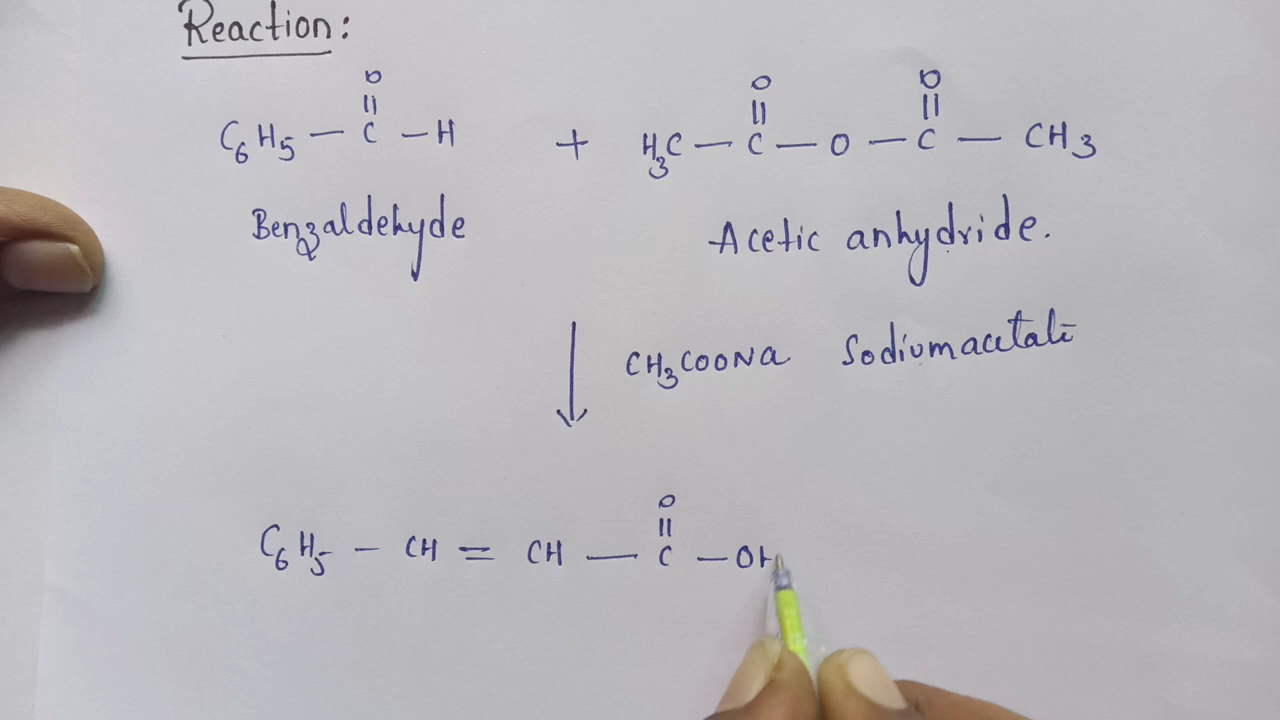 Reaction:
O O O
|| || ||
C6H5 — C — H + H3C — C — O — C — CH3
Benzaldehyde Acetic anhydride.
↓ CH3COONa Sodiumacetate
O
||
C6H5 — CH = CH — C — OH